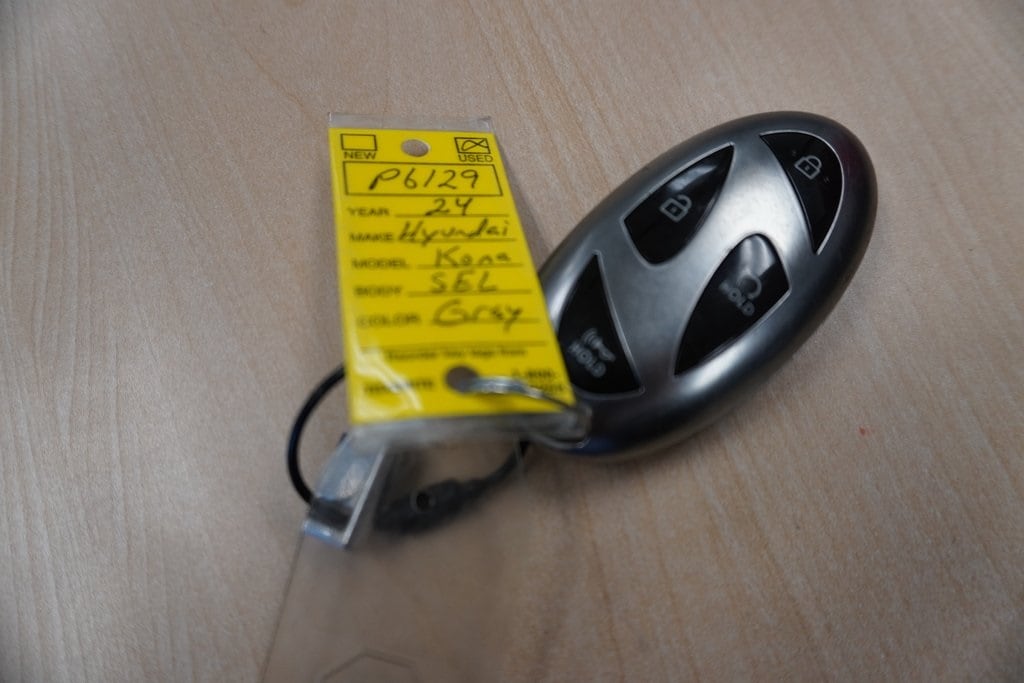 NEW USED
P6129
YEAR 24
MAKE Hyundai
MODEL Kona
BODY SEL
COLOR Grey
HOLD
HOLD